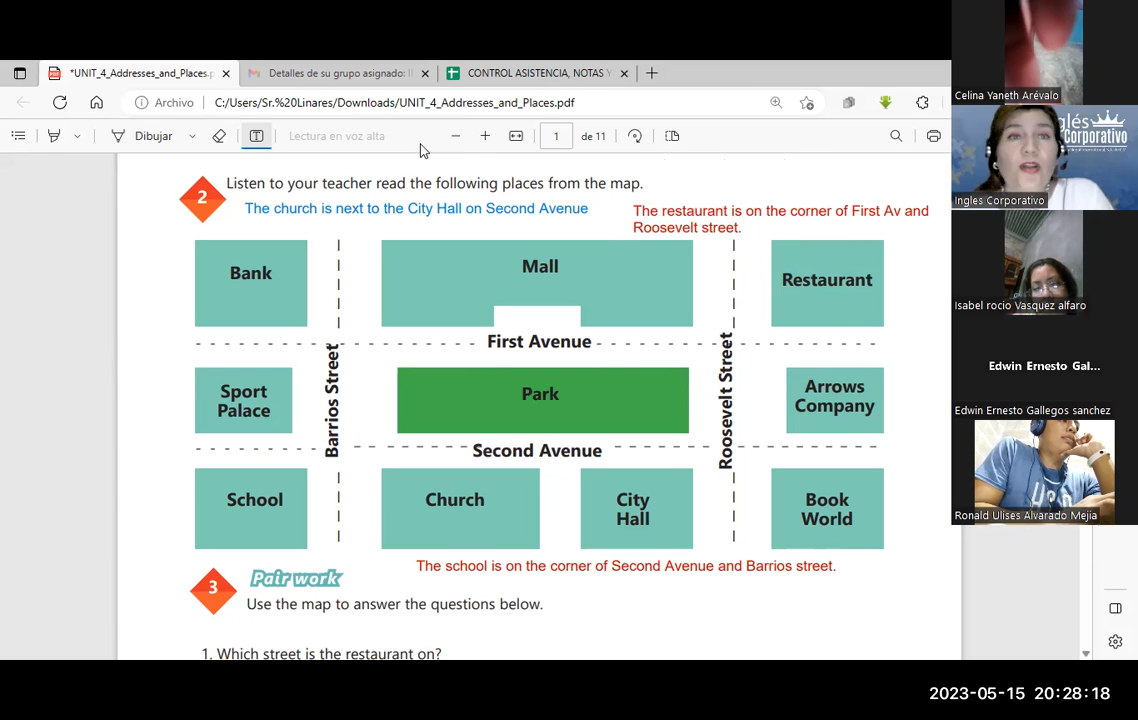 *UNIT_4_Addresses_and_Places.p
Detalles de su grupo asignado: I
CONTROL ASISTENCIA, NOTAS Y
Archivo
C:/Users/Sr.%20Linares/Downloads/UNIT_4_Addresses_and_Places.pdf
Dibujar
Lectura en voz alta
1
de 11
2
Listen to your teacher read the following places from the map.
The church is next to the City Hall on Second Avenue
The restaurant is on the corner of First Av and
Roosevelt street.
Bank
Mall
Restaurant
First Avenue
Barrios Street
Roosevelt Street
Sport
Palace
Park
Arrows
Company
Second Avenue
School
Church
City
Hall
Book
World
The school is on the corner of Second Avenue and Barrios street.
3
Pair work
Use the map to answer the questions below.
1. Which street is the restaurant on?
Celina Yaneth Arévalo
nglés
Corporativo
Ingles Corporativo
Isabel rocio Vasquez alfaro
Edwin Ernesto Gal...
Edwin Ernesto Gallegos sanchez
Ronald Ulises Alvarado Mejia
2023-05-15 20:28:18